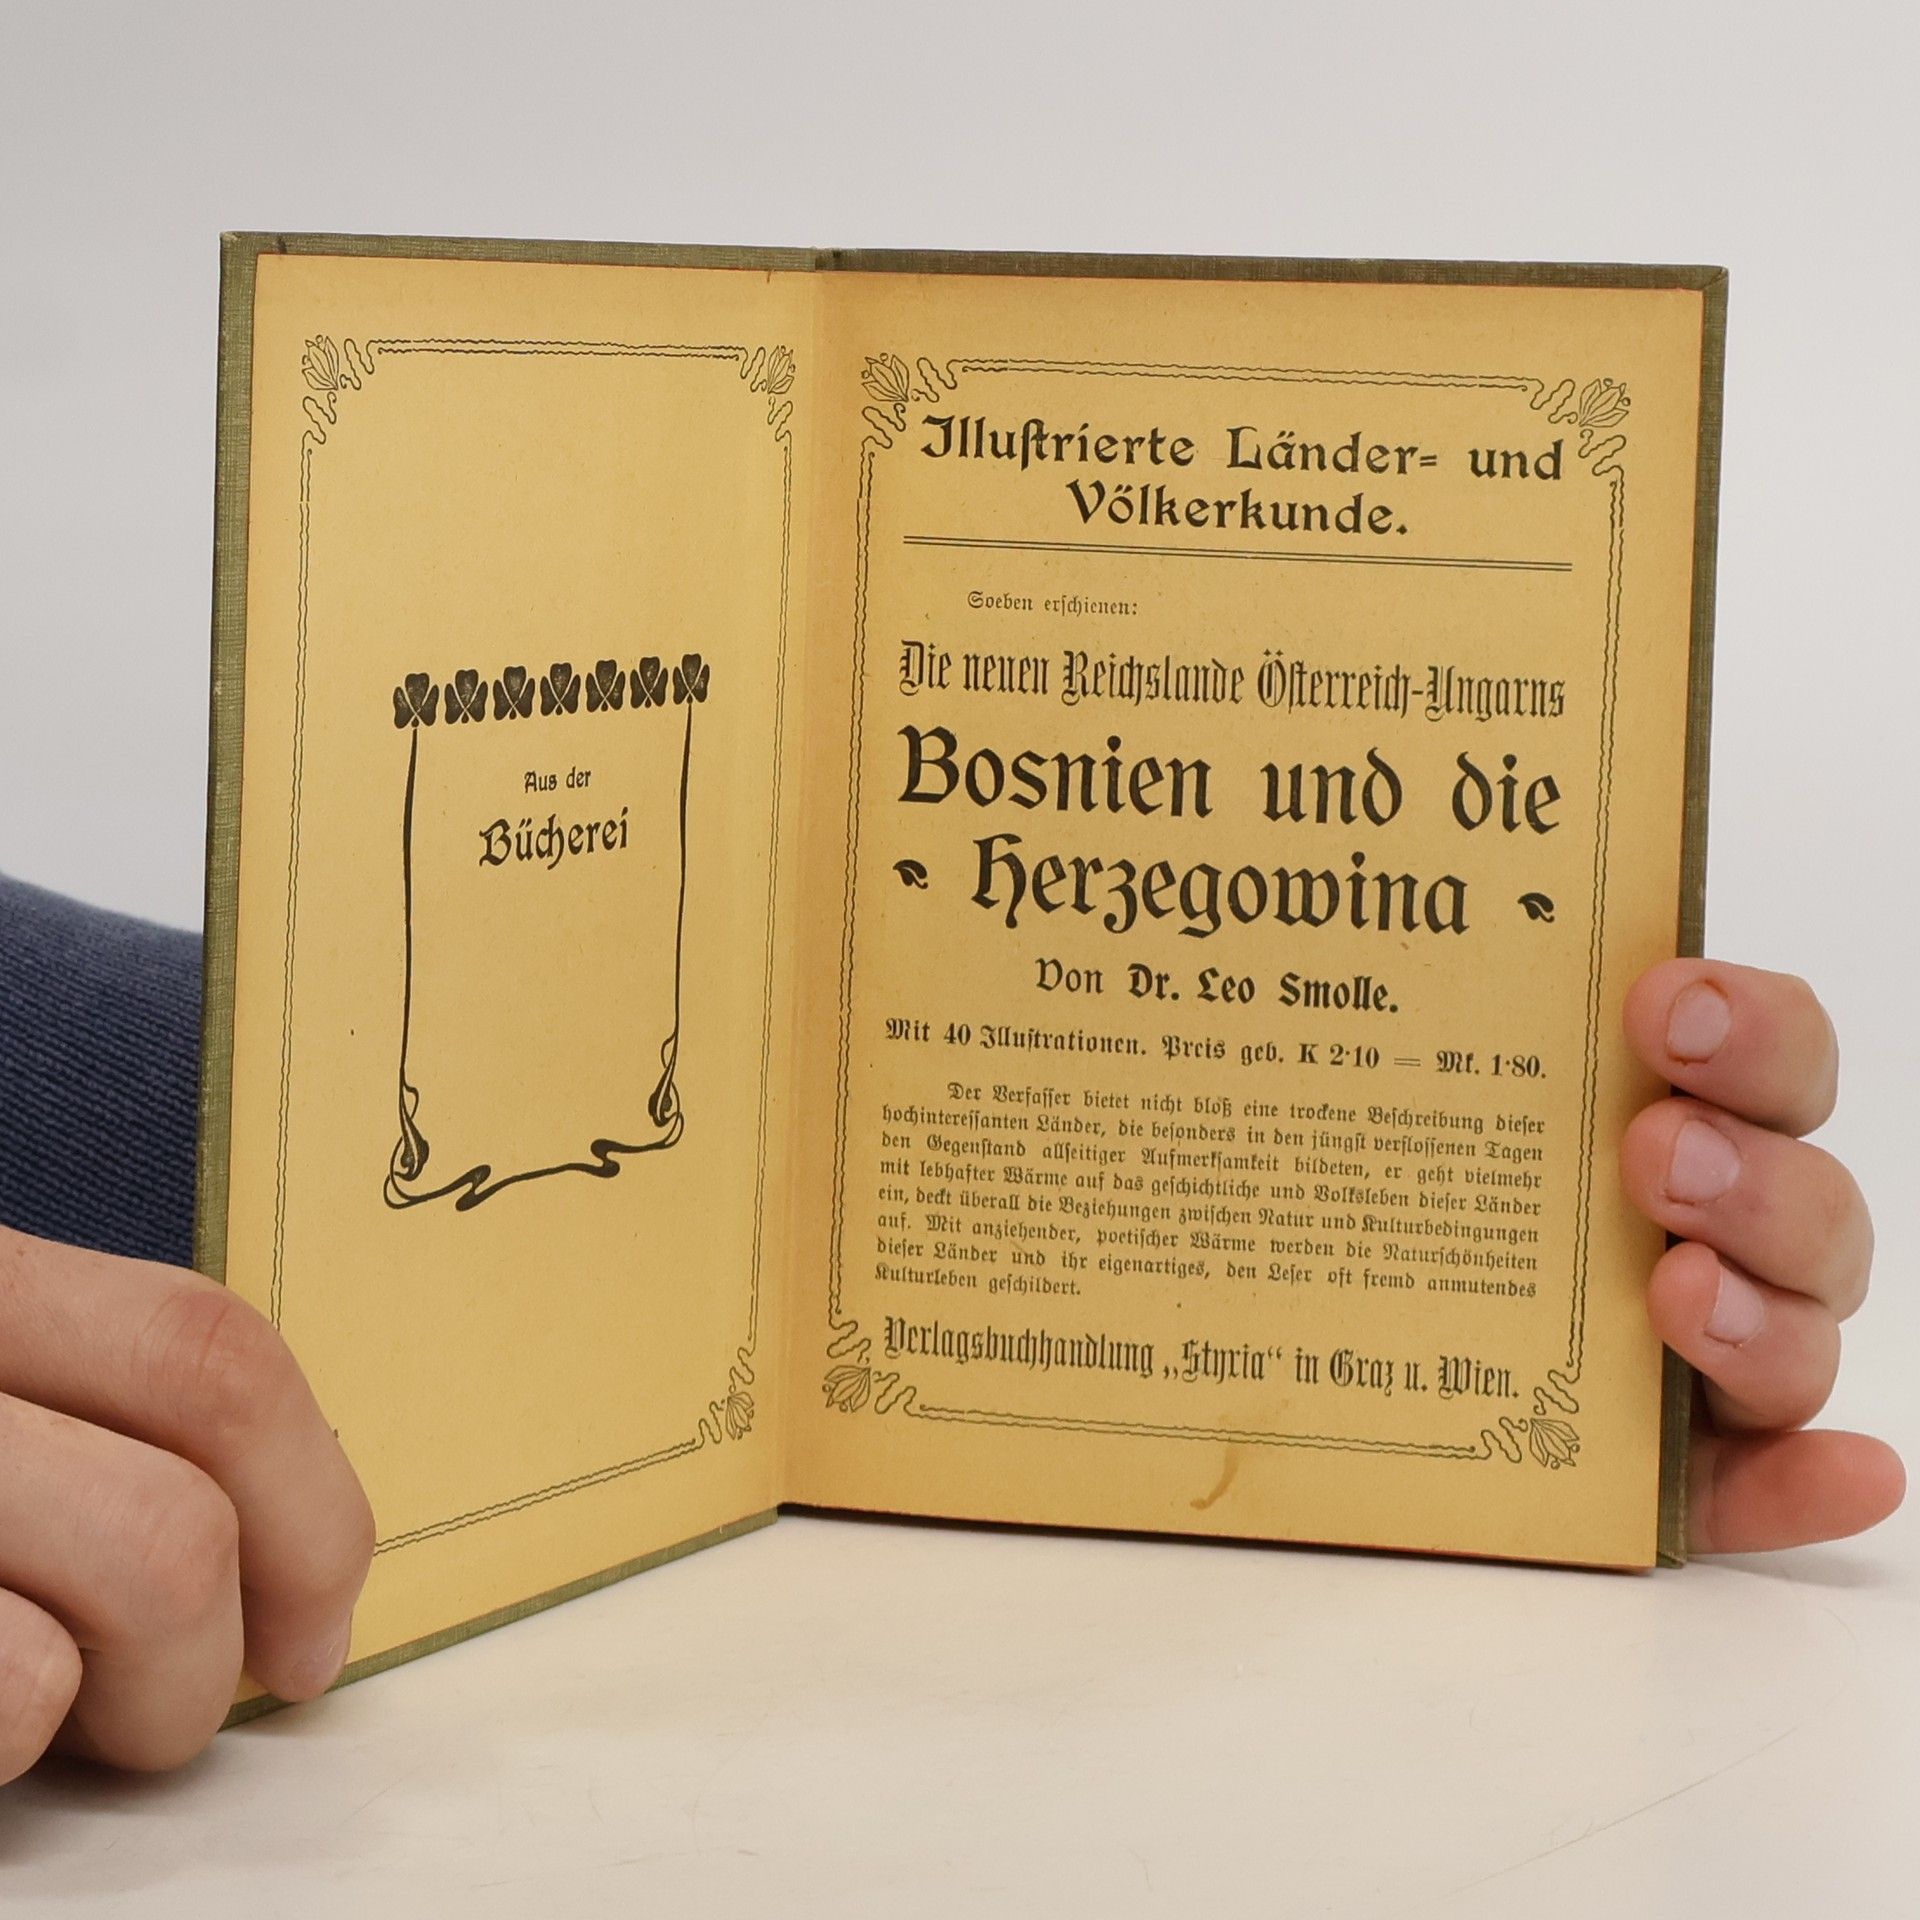 Aus der
Bücherei
Illuſtrierte Länder= und
Völkerkunde.
Soeben erſchienen:
Die neuen Reichslande Öſterreich-Ungarns
Bosnien und die
Herzegowina
Von Dr. Leo Smolle.
Mit 40 Illuſtrationen. Preis geb. K 2·10 = Mk. 1·80.
Der Verfaſſer bietet nicht bloß eine trockene Beſchreibung dieſer
hochintereſſanten Länder, die beſonders in den jüngſt verfloſſenen Tagen
den Gegenſtand allſeitiger Aufmerkſamkeit bildeten, er geht vielmehr
mit lebhafter Wärme auf das geſchichtliche und Volksleben dieſer Länder
ein, deckt überall die Beziehungen zwiſchen Natur und Kulturbedingungen
auf. Mit anziehender, poetiſcher Wärme werden die Naturſchönheiten
dieſer Länder und ihr eigenartiges, den Leſer oft fremd anmutendes
Kulturleben geſchildert.
Verlagsbuchhandlung „Styria“ in Graz u. Wien.